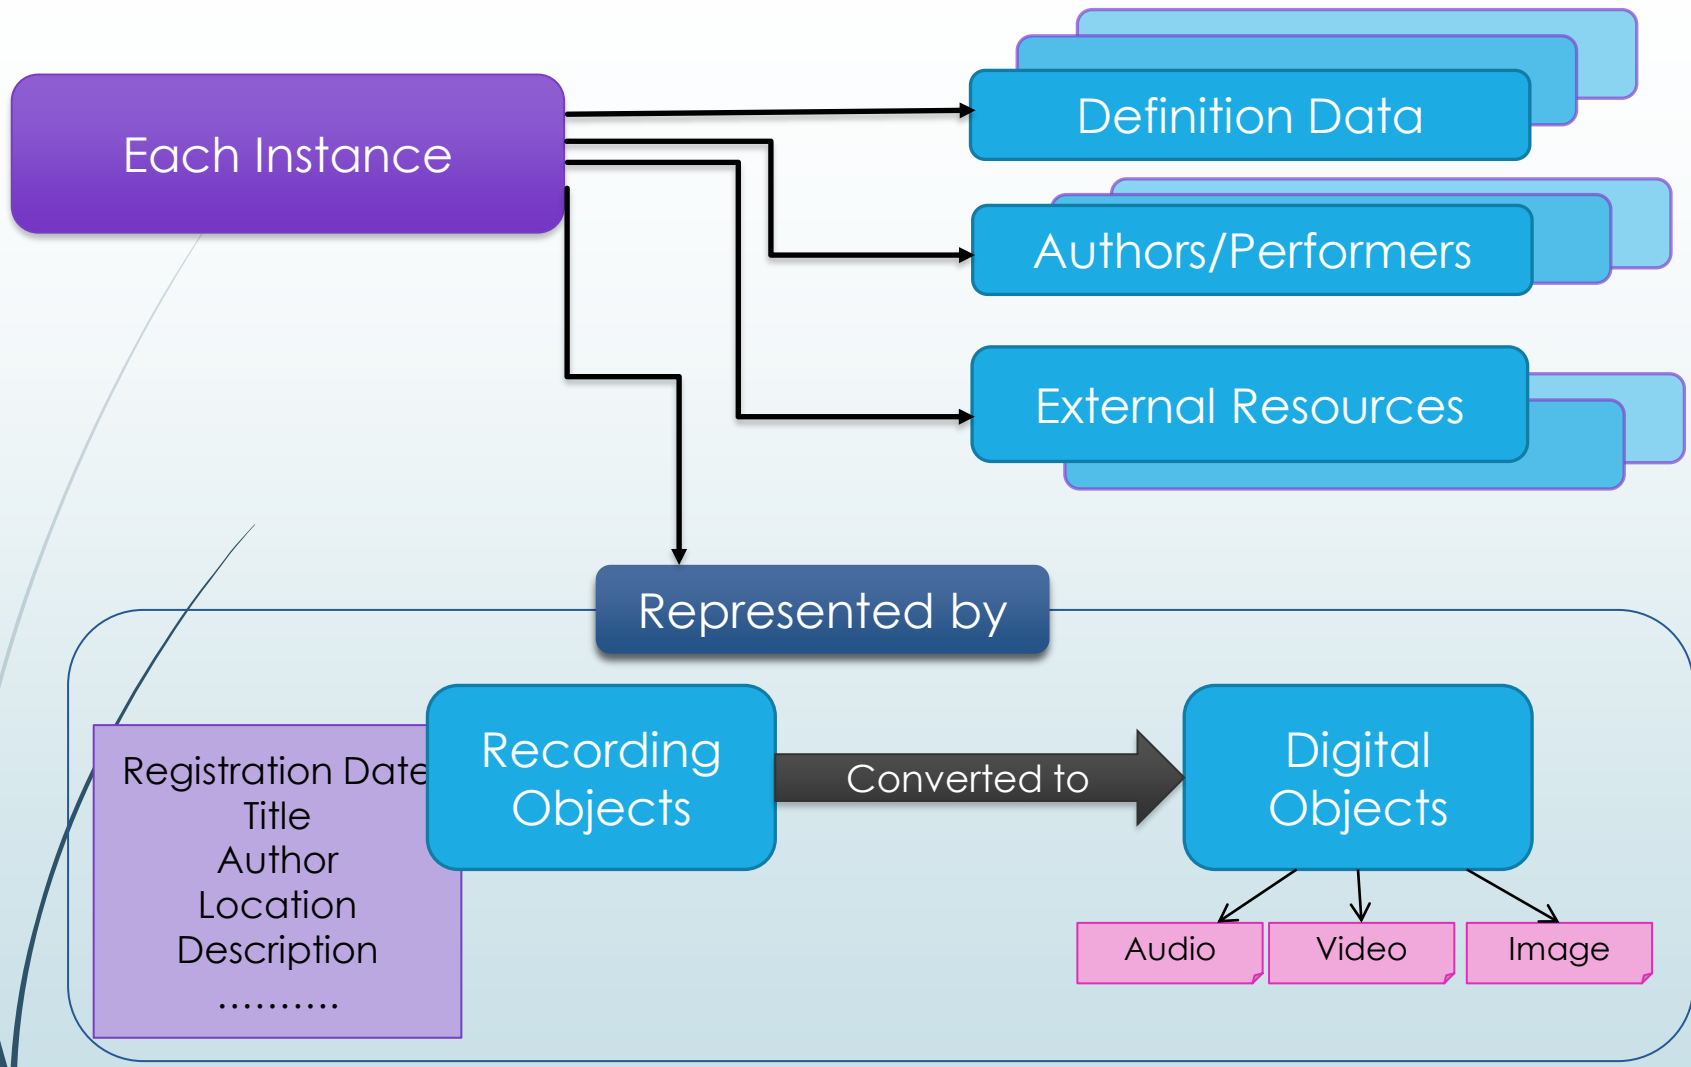 Each Instance
Definition Data
Authors/Performers
External Resources
Represented by
Registration Date
Title
Author
Location
Description
..........
Recording
Objects
Converted to
Digital
Objects
Audio
Video
Image